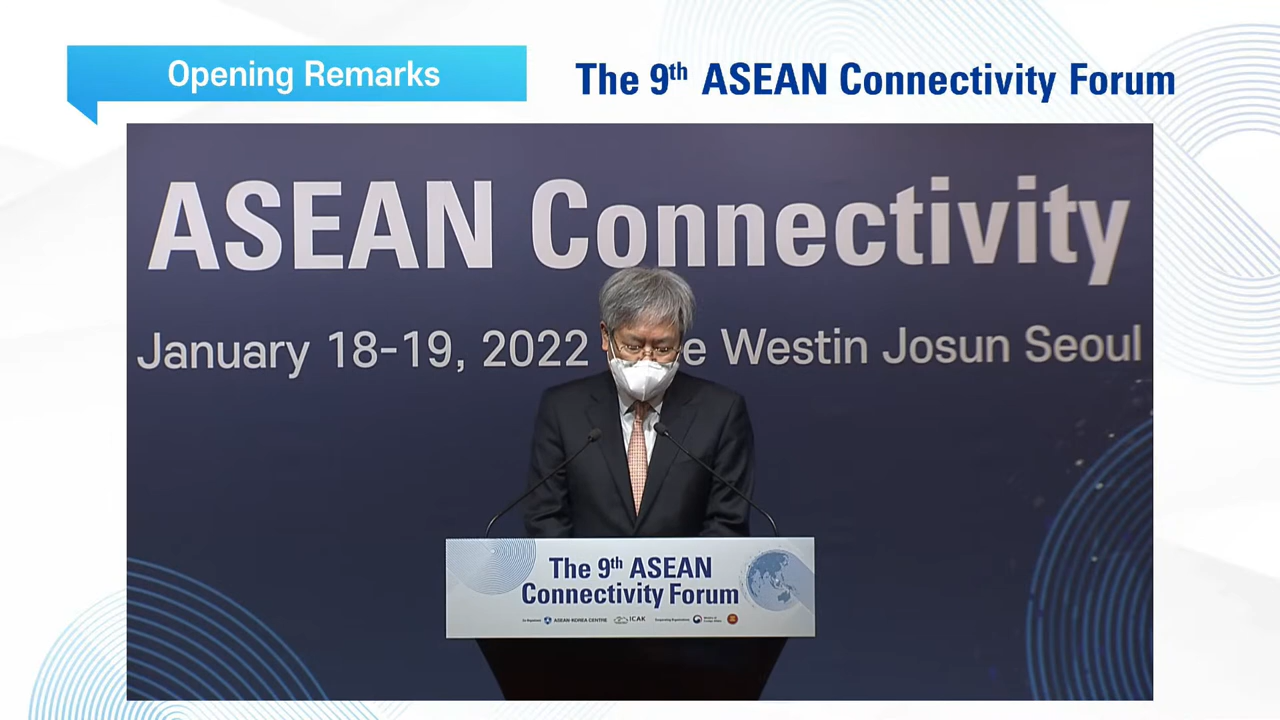 Opening Remarks
The 9th ASEAN Connectivity Forum
ASEAN Connectivity
January 18-19, 2022 e Westin Josun Seoul
The 9th ASEAN
Connectivity Forum
ASEAN-KOREA CENTRE ICAK